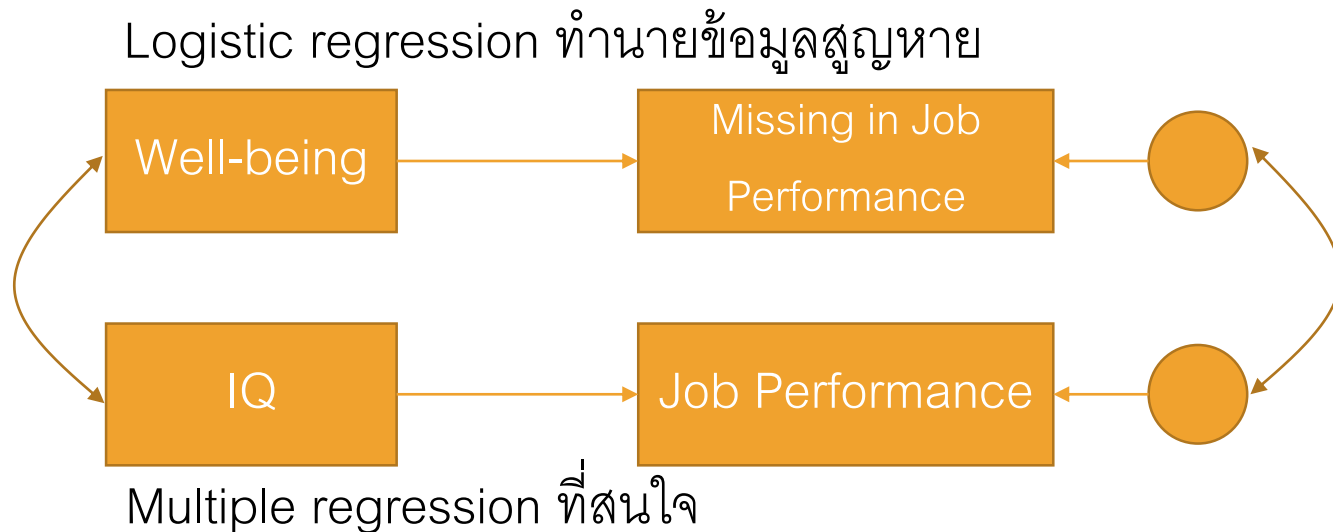 Logistic regression ทำนายข้อมูลสูญหาย
Well-being
Missing in Job
Performance
IQ
Job Performance
Multiple regression ที่สนใจ